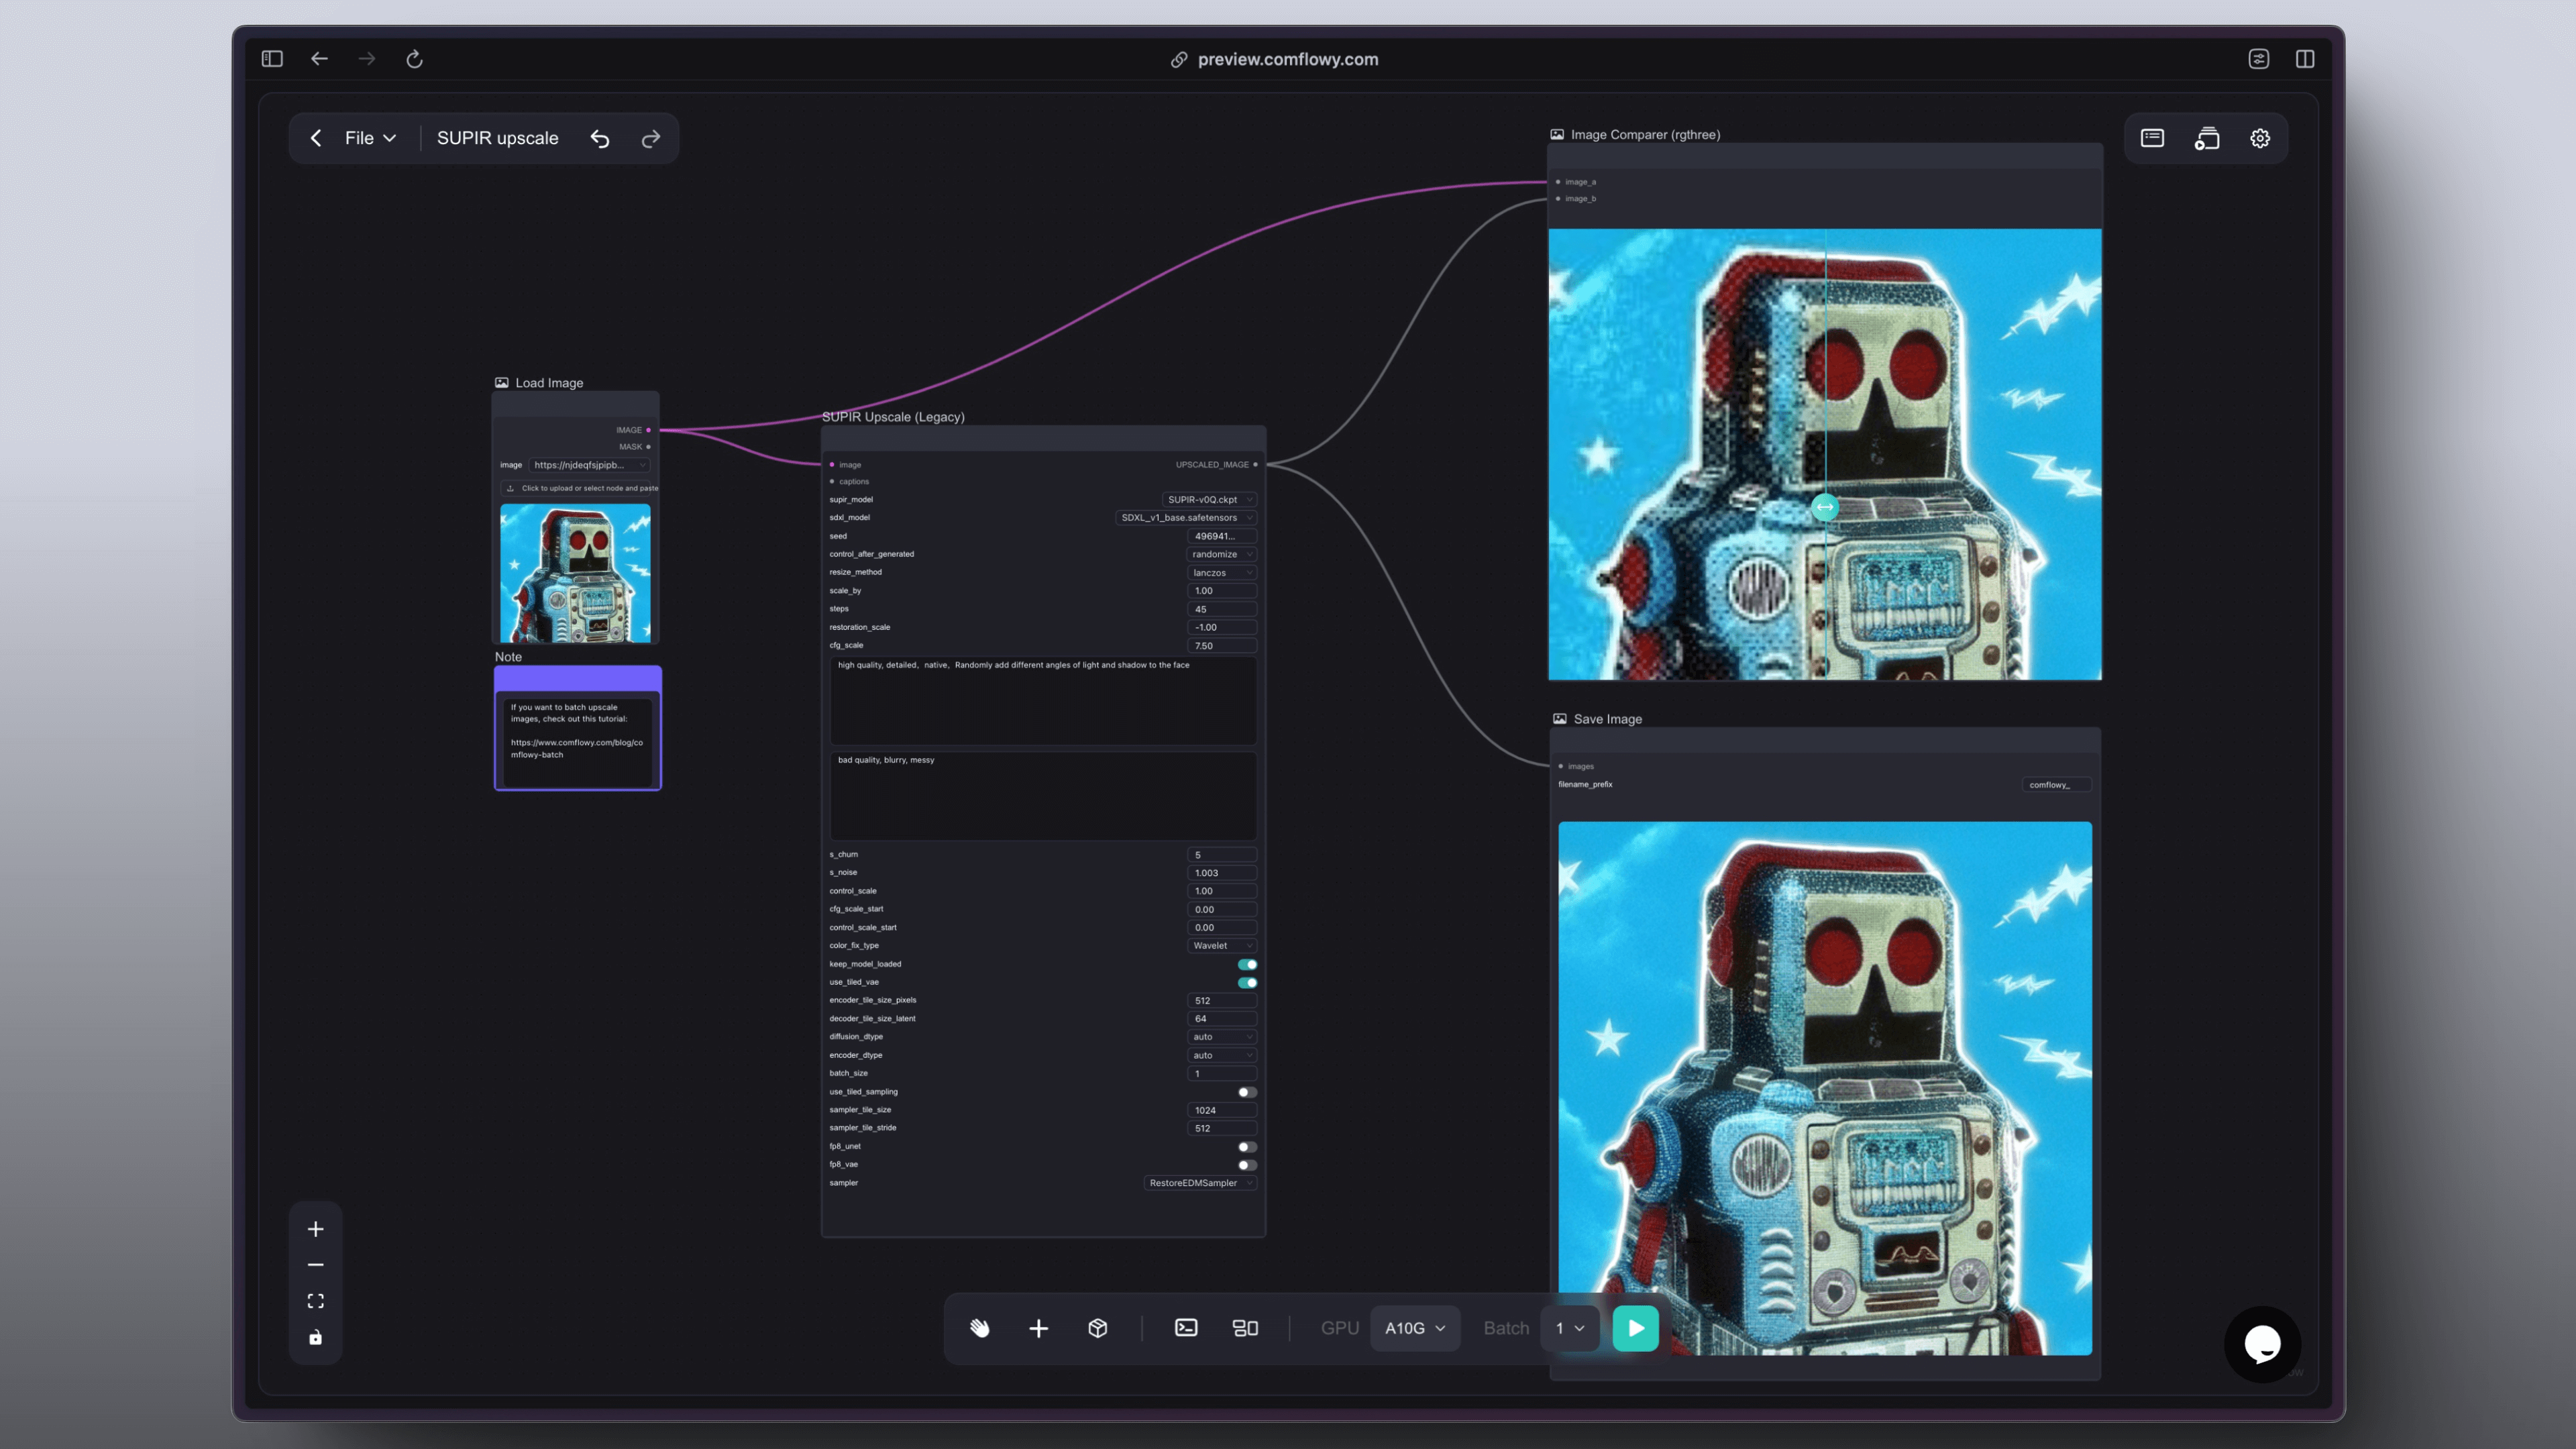 preview.comflowy.com
File
SUPIR upscale
Image Comparer (rgthree)
image_a
image_b
Load Image
IMAGE
MASK
image https://njdeqfsjpipb...
Click to upload or select node and paste
Note
If you want to batch upscale
images, check out this tutorial:
https://www.comflowy.com/blog/co
mflowy-batch
SUPIR Upscale (Legacy)
image UPSCALED_IMAGE
captions
supir_model SUPIR-v0Q.ckpt
sdxl_model SDXL_v1_base.safetensors
seed 496941...
control_after_generated randomize
resize_method lanczos
scale_by 1.00
steps 45
restoration_scale -1.00
cfg_scale 7.50
high quality, detailed, native, Randomly add different angles of light and shadow to the face
bad quality, blurry, messy
s_churn 5
s_noise 1.003
control_scale 1.00
cfg_scale_start 0.00
control_scale_start 0.00
color_fix_type Wavelet
keep_model_loaded
use_tiled_vae
encoder_tile_size_pixels 512
decoder_tile_size_latent 64
diffusion_dtype auto
encoder_dtype auto
batch_size 1
use_tiled_sampling
sampler_tile_size 1024
sampler_tile_stride 512
fp8_unet
fp8_vae
sampler RestoreEDMSampler
Save Image
images
filename_prefix comflowy_
GPU A10G Batch 1